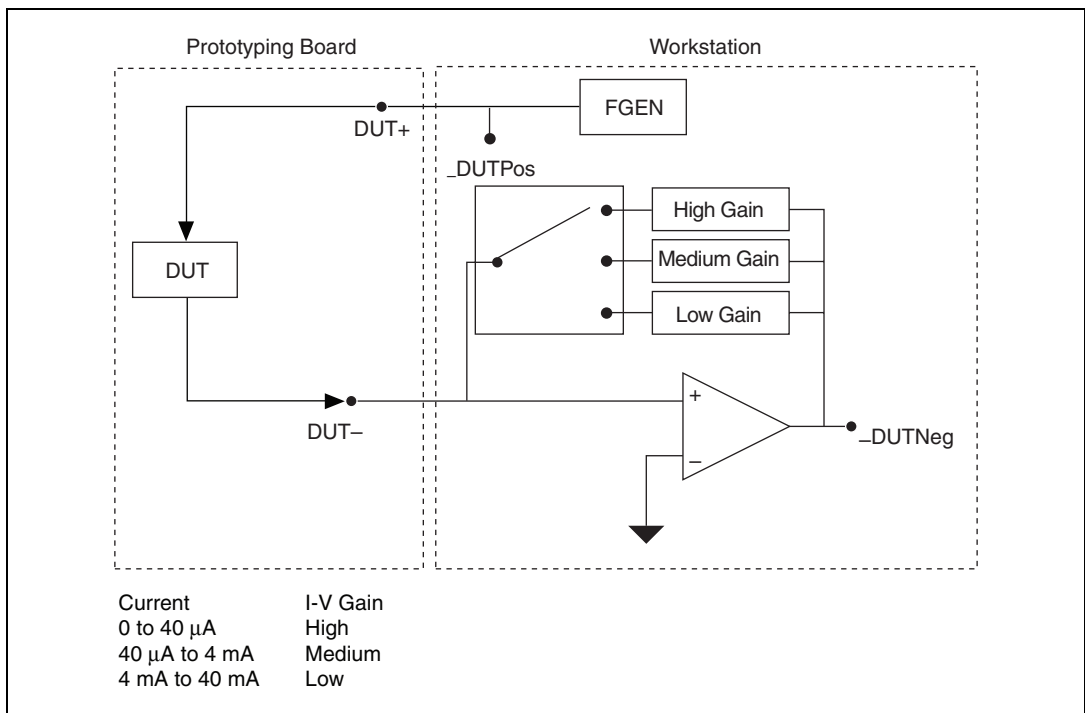 Prototyping Board
Workstation
FGEN
DUT+
_DUTPos
High Gain
DUT
Medium Gain
Low Gain
+
DUT–
–
–DUTNeg
Current I-V Gain
0 to 40 μA High
40 μA to 4 mA Medium
4 mA to 40 mA Low